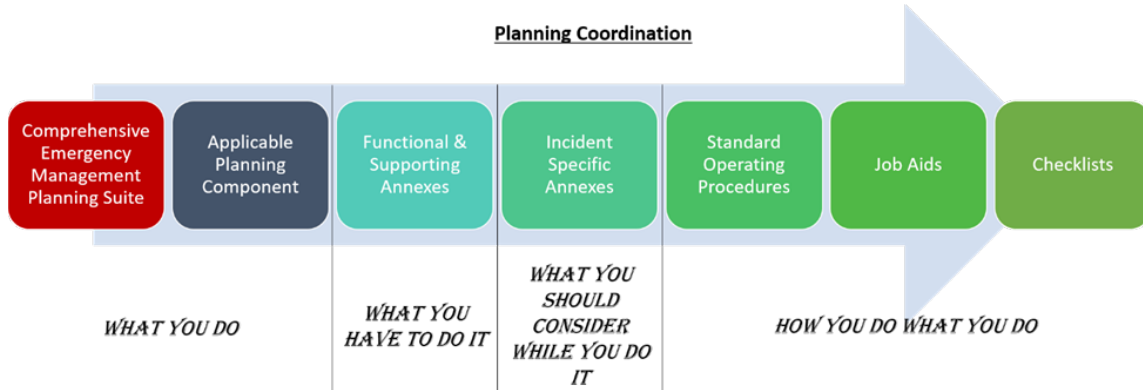 Planning Coordination
Comprehensive
Emergency
Management
Planning Suite
Applicable
Planning
Component
Functional &
Supporting
Annexes
Incident
Specific
Annexes
Standard
Operating
Procedures
Job Aids
Checklists
WHAT YOU DO
WHAT YOU
HAVE TO DO IT
WHAT YOU
SHOULD
CONSIDER
WHILE YOU DO
IT
HOW YOU DO WHAT YOU DO